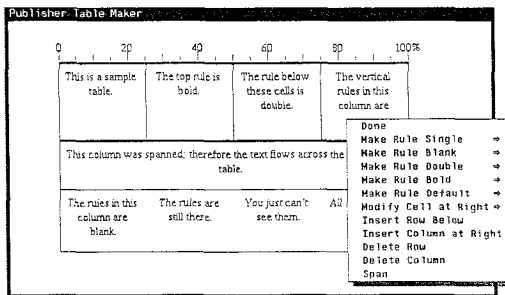 Publisher Table Maker
0 20 40 60 80 100%
This is a sample table.
The top rule is bold.
The rule below these cells is double.
The vertical rules in this column are
This column was spanned; therefore the text flows across the
table.
The rules in this column are blank.
The rules are still there.
You just can't see them.
All
Done
Make Rule Single ⇒
Make Rule Blank ⇒
Make Rule Double ⇒
Make Rule Bold ⇒
Make Rule Default ⇒
Modify Cell at Right ⇒
Insert Row Below
Insert Column at Right
Delete Row
Delete Column
Span